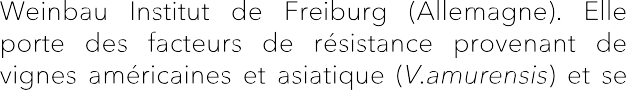 Weinbau Institut de Freiburg (Allemagne). Elle
porte des facteurs de résistance provenant de
vignes américaines et asiatique (V.amurensis) et se